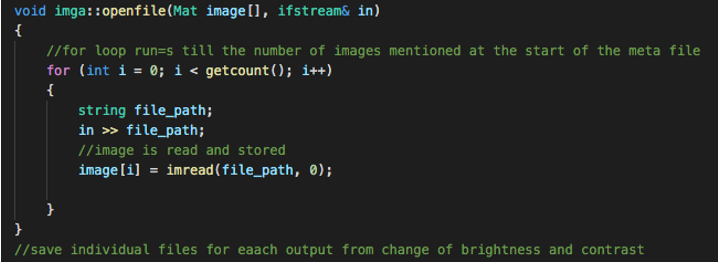 void imga::openfile(Mat image[], ifstream& in)
{
//for loop run=s till the number of images mentioned at the start of the meta file
for (int i = 0; i < getcount(); i++)
{
string file_path;
in >> file_path;
//image is read and stored
image[i] = imread(file_path, 0);
}
}
//save individual files for eaach output from change of brightness and contrast